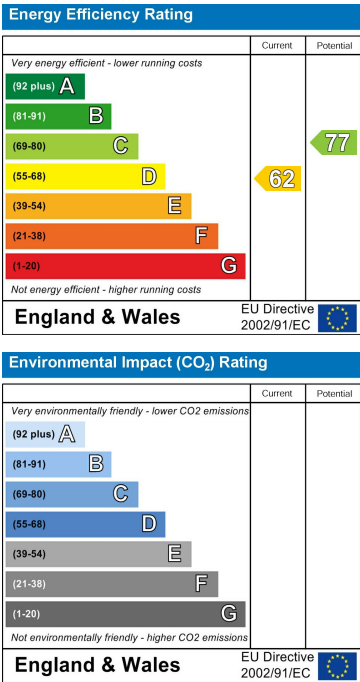 Energy Efficiency Rating
Current Potential
Very energy efficient - lower running costs
(92 plus) A
(81-91) B
(69-80) C
77
(55-68) D
62
(39-54) E
(21-38) F
(1-20) G
Not energy efficient - higher running costs
England & Wales
EU Directive
2002/91/EC
Environmental Impact (CO₂) Rating
Current Potential
Very environmentally friendly - lower CO2 emissions
(92 plus) A
(81-91) B
(69-80) C
(55-68) D
(39-54) E
(21-38) F
(1-20) G
Not environmentally friendly - higher CO2 emissions
England & Wales
EU Directive
2002/91/EC